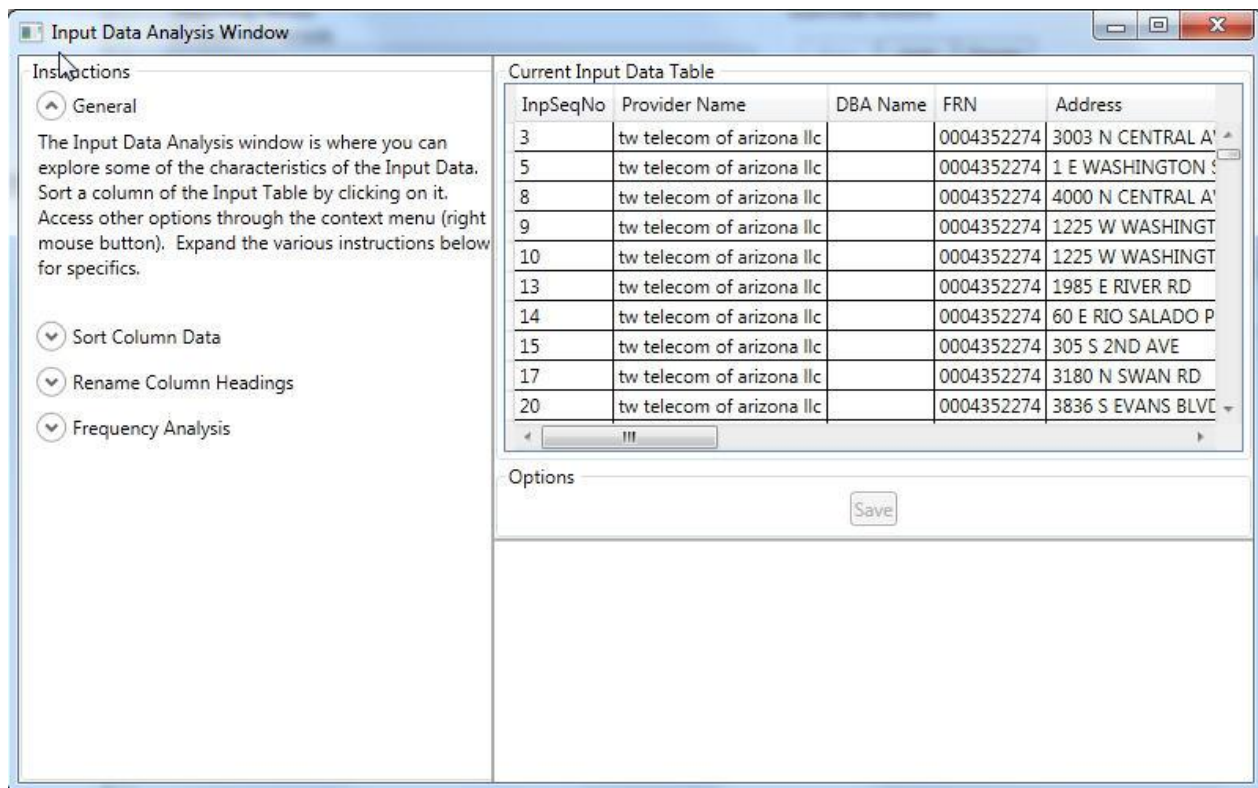 Input Data Analysis Window
Instructions
General
The Input Data Analysis window is where you can
explore some of the characteristics of the Input Data.
Sort a column of the Input Table by clicking on it.
Access other options through the context menu (right
mouse button). Expand the various instructions below
for specifics.
Sort Column Data
Rename Column Headings
Frequency Analysis
Current Input Data Table
InpSeqNo Provider Name DBA Name FRN Address
3 tw telecom of arizona llc 0004352274 3003 N CENTRAL A
5 tw telecom of arizona llc 0004352274 1 E WASHINGTON
8 tw telecom of arizona llc 0004352274 4000 N CENTRAL A
9 tw telecom of arizona llc 0004352274 1225 W WASHINGT
10 tw telecom of arizona llc 0004352274 1225 W WASHINGT
13 tw telecom of arizona llc 0004352274 1985 E RIVER RD
14 tw telecom of arizona llc 0004352274 60 E RIO SALADO P
15 tw telecom of arizona llc 0004352274 305 S 2ND AVE
17 tw telecom of arizona llc 0004352274 3180 N SWAN RD
20 tw telecom of arizona llc 0004352274 3836 S EVANS BLVD
Options
Save